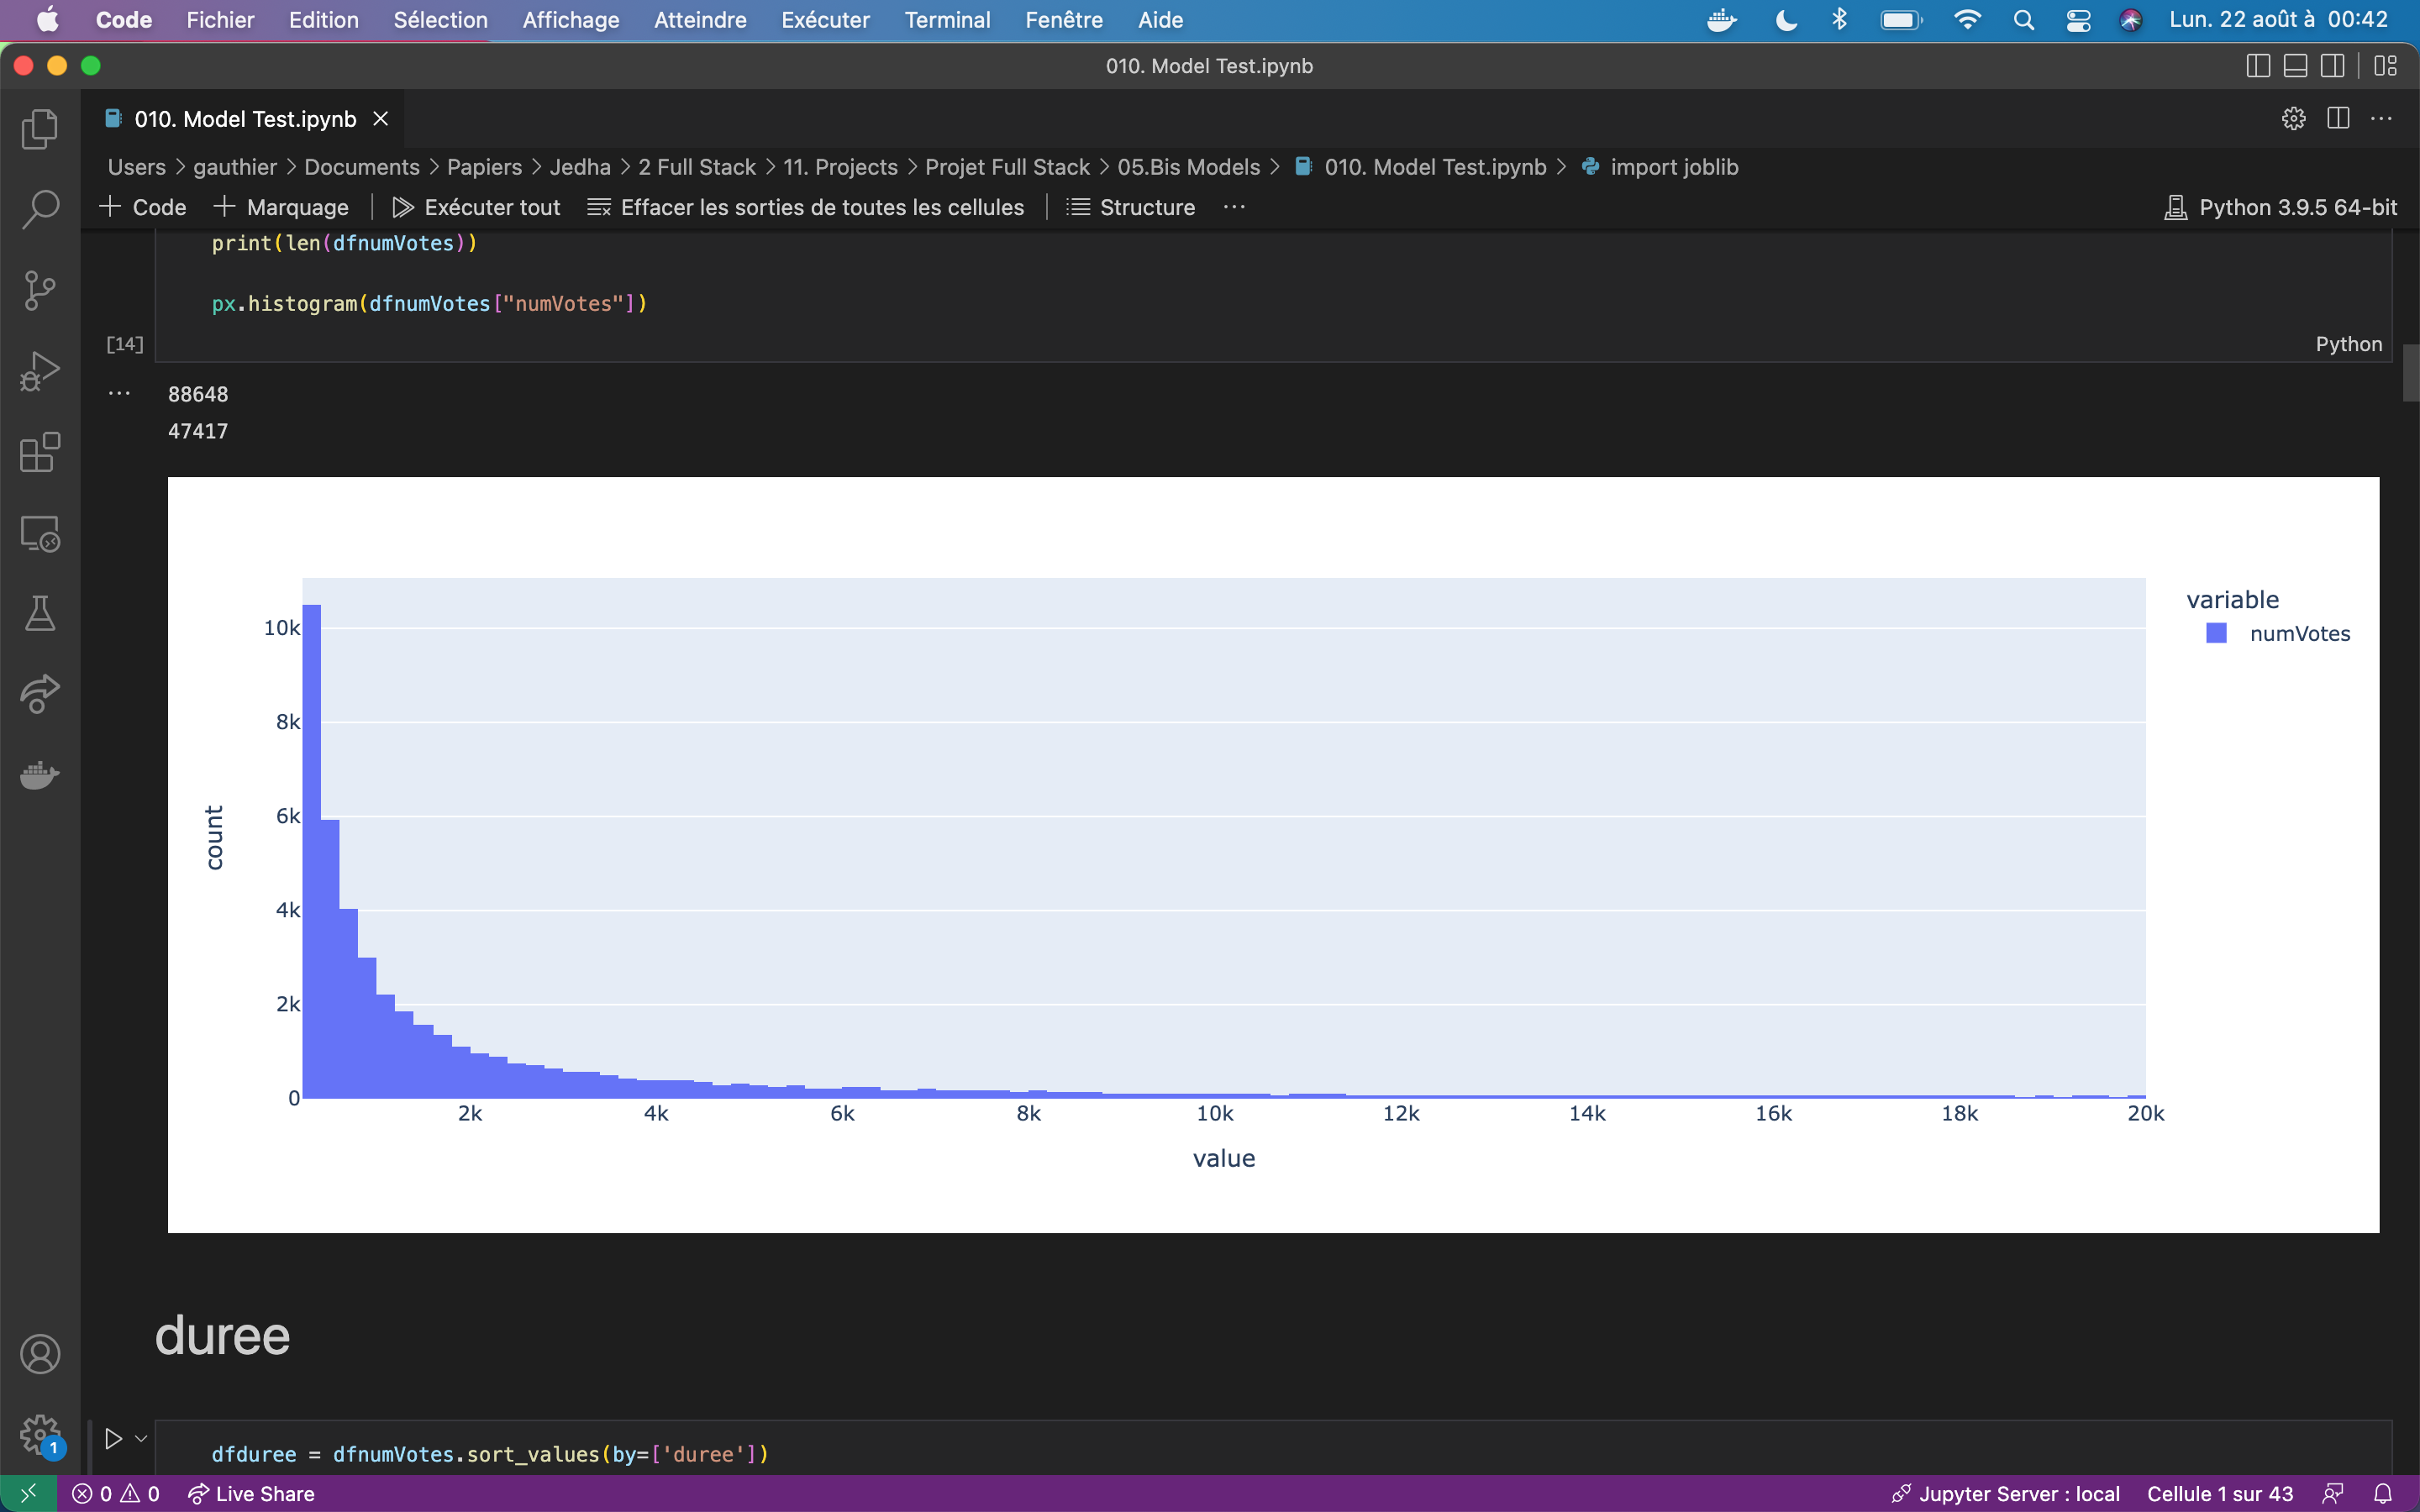 Code Fichier Edition Sélection Affichage Atteindre Exécuter Terminal Fenêtre Aide Lun. 22 août à 00:42
010. Model Test.ipynb
010. Model Test.ipynb
Users > gauthier > Documents > Papiers > Jedha > 2 Full Stack > 11. Projects > Projet Full Stack > 05.Bis Models > 010. Model Test.ipynb > import joblib
+ Code + Marquage Exécuter tout Effacer les sorties de toutes les cellules Structure ... Python 3.9.5 64-bit
print(len(dfnumVotes))
px.histogram(dfnumVotes["numVotes"])
[14] Python
... 88648
47417
variable
numVotes
10k
8k
6k
4k
2k
0
count
2k 4k 6k 8k 10k 12k 14k 16k 18k 20k
value
duree
dfduree = dfnumVotes.sort_values(by=['duree'])
1
0 0 Live Share Jupyter Server : local Cellule 1 sur 43